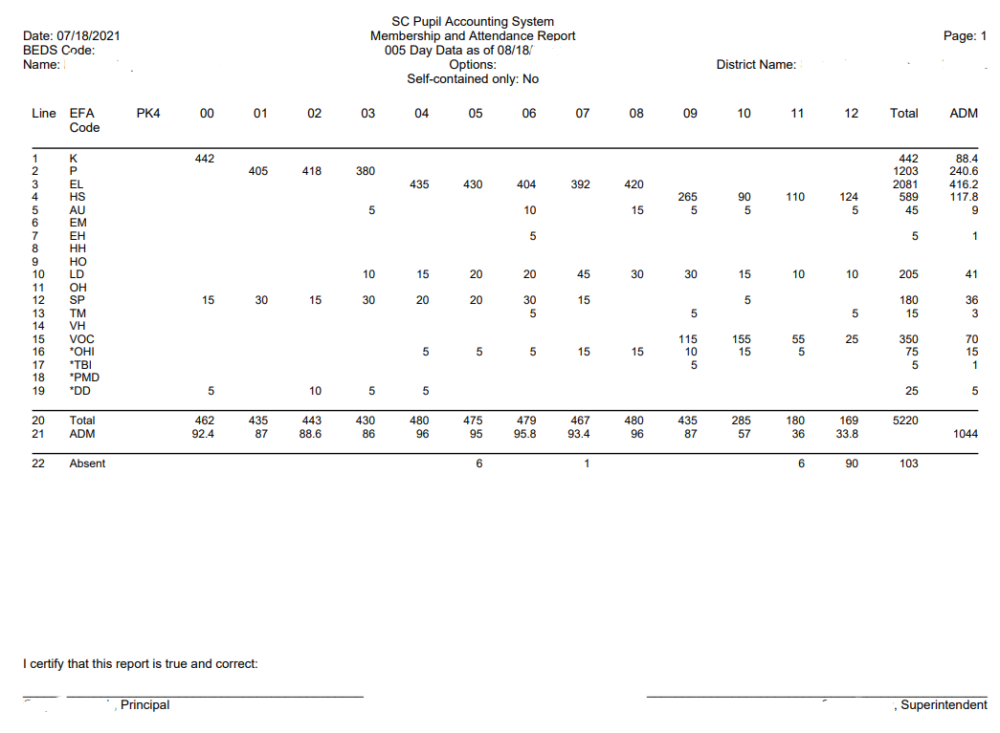 SC Pupil Accounting System
Date: 07/18/2021 Membership and Attendance Report Page: 1
BEDS Code: 005 Day Data as of 08/18/
Name: Options: District Name:
Self-contained only: No
Line EFA Code PK4 00 01 02 03 04 05 06 07 08 09 10 11 12 Total ADM
1 K 442 442 88.4
2 P 405 418 380 1203 240.6
3 EL 435 430 404 392 420 2081 416.2
4 HS 265 90 110 124 589 117.8
5 AU 5 10 15 5 5 5 45 9
6 EM
7 EH 5 5 1
8 HH
9 HO
10 LD 10 15 20 20 45 30 30 15 10 10 205 41
11 OH
12 SP 15 30 15 30 20 20 30 15 5 180 36
13 TM 5 5 5 15 3
14 VH
15 VOC 115 155 55 25 350 70
16 *OHI 5 5 5 15 15 10 15 5 75 15
17 *TBI 5 5 1
18 *PMD
19 *DD 5 10 5 5 25 5
20 Total 462 435 443 430 480 475 479 467 480 435 285 180 169 5220
21 ADM 92.4 87 88.6 86 96 95 95.8 93.4 96 87 57 36 33.8 1044
22 Absent 6 1 6 90 103
I certify that this report is true and correct:
, Principal , Superintendent